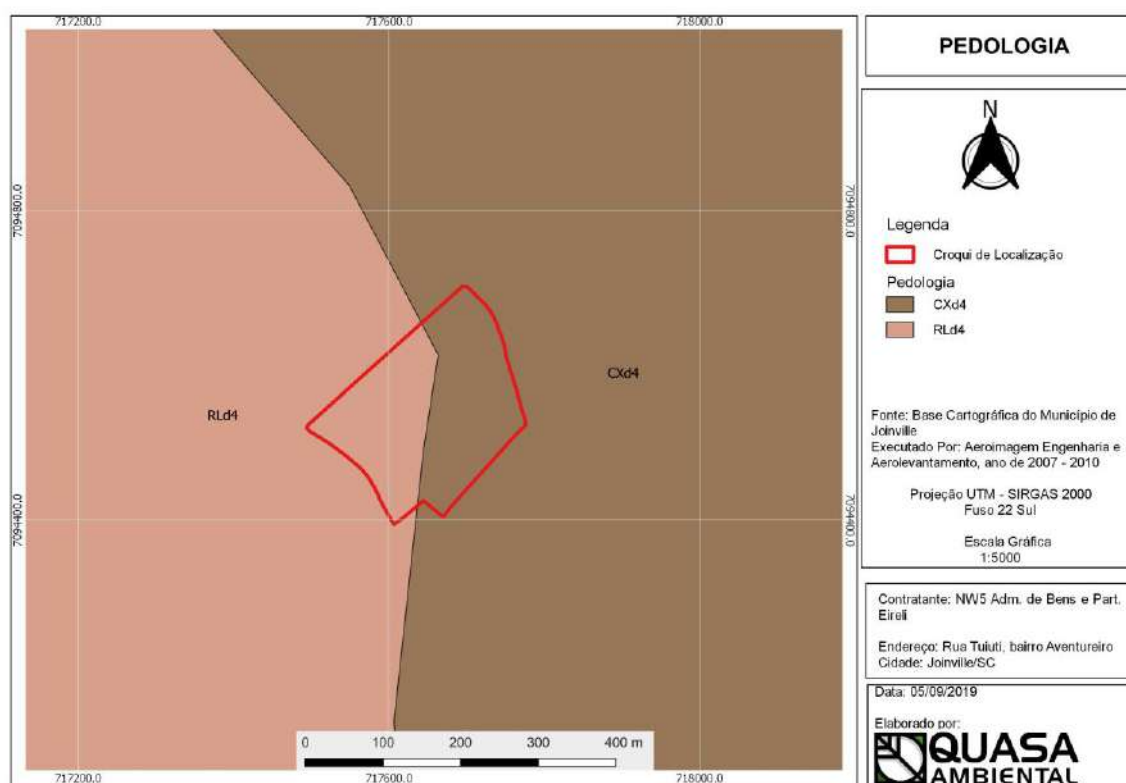 717200.0
717600.0
718000.0
7094800.0
7094800.0
RLd4
CXd4
7094400.0
7094400.0
0 100 200 300 400 m
717200.0
717600.0
718000.0
PEDOLOGIA
N
Legenda
Croqui de Localização
Pedologia
CXd4
RLd4
Fonte: Base Cartográfica do Município de
Joinville
Executado Por: Aeroimagem Engenharia e
Aerolevantamento, ano de 2007 - 2010
Projeção UTM - SIRGAS 2000
Fuso 22 Sul
Escala Gráfica
1:5000
Contratante: NW5 Adm. de Bens e Part.
Eireli
Endereço: Rua Tuiuti, bairro Aventureiro
Cidade: Joinville/SC
Data: 05/09/2019
Elaborado por:
QUASA
AMBIENTAL